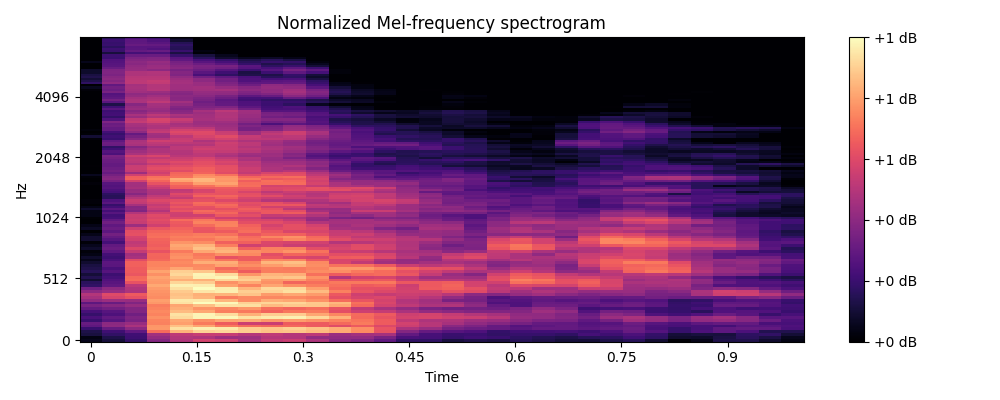 Normalized Mel-frequency spectrogram
Hz
4096
2048
1024
512
0
0 0.15 0.3 0.45 0.6 0.75 0.9
Time
+1 dB
+1 dB
+1 dB
+0 dB
+0 dB
+0 dB